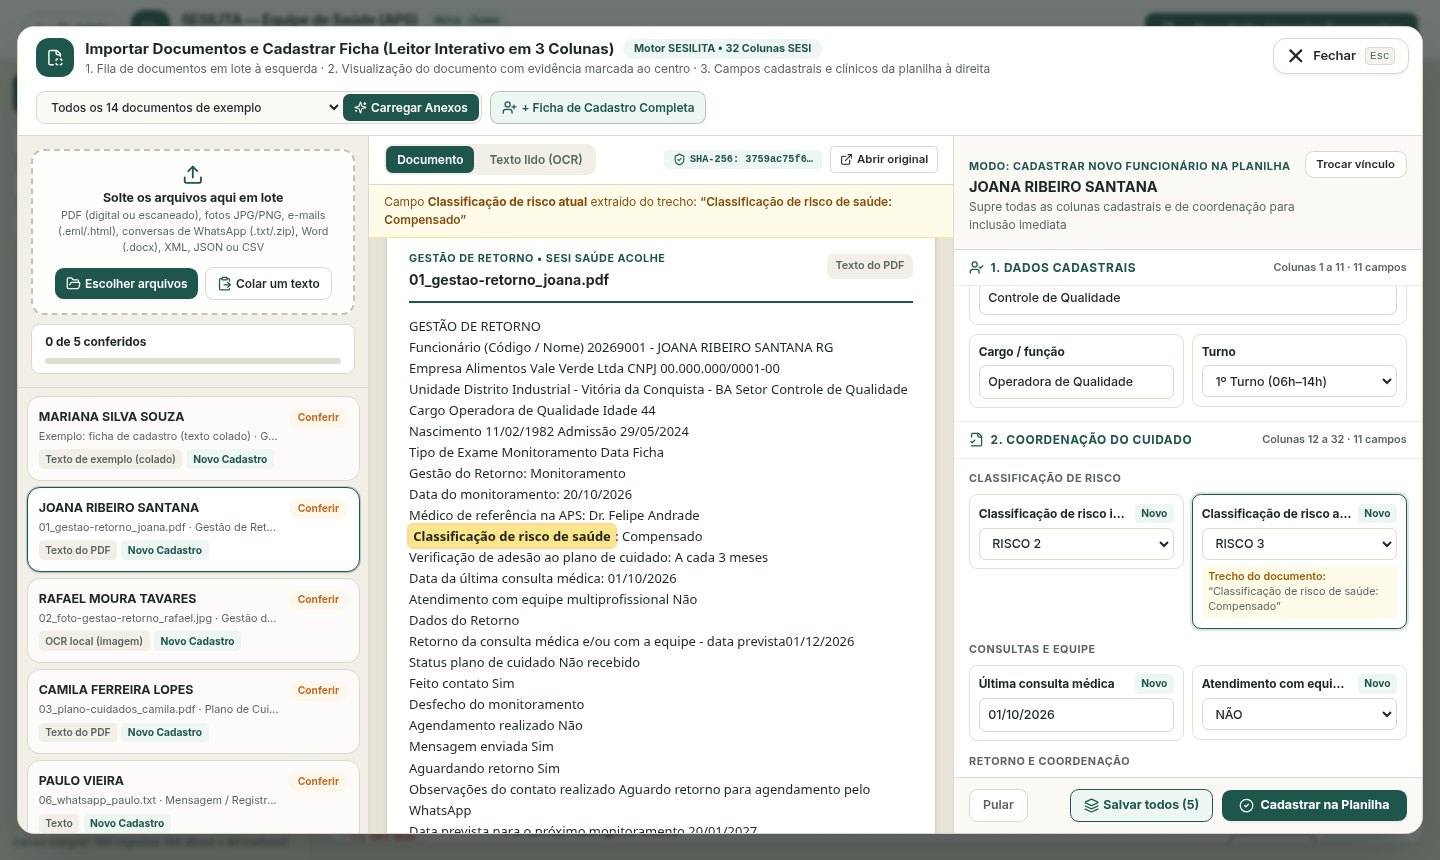 SESILITA — Equipe de Saúde (APS)
Importar Documentos e Cadastrar Ficha (Leitor Interativo em 3 Colunas)
Motor SESILITA • 32 Colunas SESI
1. Fila de documentos em lote à esquerda · 2. Visualização do documento com evidência marcada ao centro · 3. Campos cadastrais e clínicos da planilha à direita
Fechar Esc
Todos os 14 documentos de exemplo
Carregar Anexos
+ Ficha de Cadastro Completa
Solte os arquivos aqui em lote
PDF (digital ou escaneado), fotos JPG/PNG, e-mails
(.eml/.html), conversas de WhatsApp (.txt/.zip), Word
(.docx), XML, JSON ou CSV
Escolher arquivos
Colar um texto
0 de 5 conferidos
MARIANA SILVA SOUZA
Conferir
Exemplo: ficha de cadastro (texto colado) · G...
Texto de exemplo (colado)
Novo Cadastro
JOANA RIBEIRO SANTANA
Conferir
01_gestao-retorno_joana.pdf · Gestão de Ret...
Texto do PDF
Novo Cadastro
RAFAEL MOURA TAVARES
Conferir
02_foto-gestao-retorno_rafael.jpg · Gestão d...
OCR local (imagem)
Novo Cadastro
CAMILA FERREIRA LOPES
Conferir
03_plano-cuidados_camila.pdf · Plano de Cui...
Texto do PDF
Novo Cadastro
PAULO VIEIRA
Conferir
06_whatsapp_paulo.txt · Mensagem / Registr...
Texto
Novo Cadastro
Documento
Texto lido (OCR)
SHA-256: 3759ac75f6…
Abrir original
Campo Classificação de risco atual extraído do trecho: “Classificação de risco de saúde:
Compensado”
GESTÃO DE RETORNO • SESI SAÚDE ACOLHE
01_gestao-retorno_joana.pdf
Texto do PDF
GESTÃO DE RETORNO
Funcionário (Código / Nome) 20269001 - JOANA RIBEIRO SANTANA RG
Empresa Alimentos Vale Verde Ltda CNPJ 00.000.000/0001-00
Unidade Distrito Industrial - Vitória da Conquista - BA Setor Controle de Qualidade
Cargo Operadora de Qualidade Idade 44
Nascimento 11/02/1982 Admissão 29/05/2024
Tipo de Exame Monitoramento Data Ficha
Gestão do Retorno: Monitoramento
Data do monitoramento: 20/10/2026
Médico de referência na APS: Dr. Felipe Andrade
Classificação de risco de saúde : Compensado
Verificação de adesão ao plano de cuidado: A cada 3 meses
Data da última consulta médica: 01/10/2026
Atendimento com equipe multiprofissional Não
Dados do Retorno
Retorno da consulta médica e/ou com a equipe - data prevista01/12/2026
Status plano de cuidado Não recebido
Feito contato Sim
Desfecho do monitoramento
Agendamento realizado Não
Mensagem enviada Sim
Aguardando retorno Sim
Observações do contato realizado Aguardo retorno para agendamento pelo
WhatsApp
Data prevista para o próximo monitoramento 20/01/2027
MODO: CADASTRAR NOVO FUNCIONÁRIO NA PLANILHA
Trocar vínculo
JOANA RIBEIRO SANTANA
Supre todas as colunas cadastrais e de coordenação para
inclusão imediata
1. DADOS CADASTRAIS
Colunas 1 a 11 · 11 campos
Controle de Qualidade
Cargo / função
Turno
Operadora de Qualidade
1º Turno (06h–14h)
2. COORDENAÇÃO DO CUIDADO
Colunas 12 a 32 · 11 campos
CLASSIFICAÇÃO DE RISCO
Classificação de risco i... Novo
Classificação de risco a... Novo
RISCO 2
RISCO 3
Trecho do documento:
“Classificação de risco de saúde:
Compensado”
CONSULTAS E EQUIPE
Última consulta médica Novo
Atendimento com equi... Novo
01/10/2026
NÃO
RETORNO E COORDENAÇÃO
Pular
Salvar todos (5)
Cadastrar na Planilha